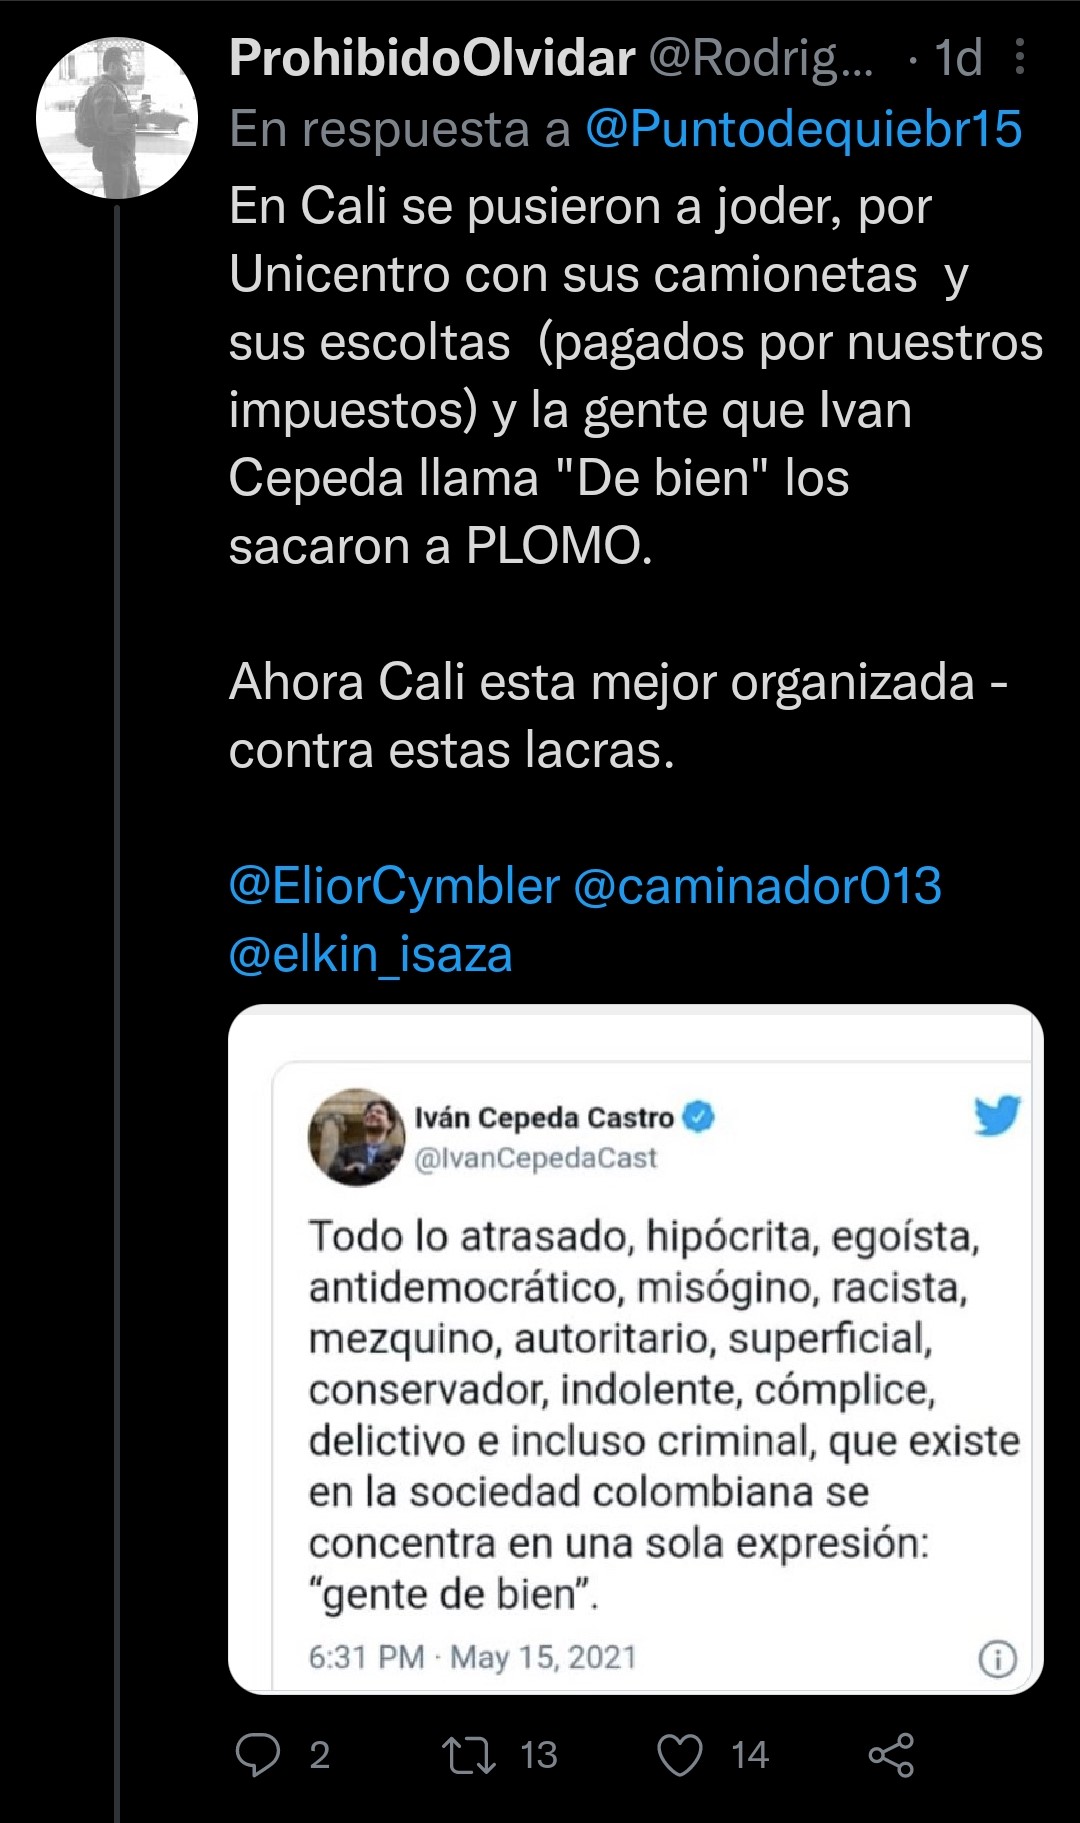 ProhibidoOlvidar @Rodrig... · 1d
En respuesta a @Puntodequiebr15
En Cali se pusieron a joder, por
Unicentro con sus camionetas  y
sus escoltas  (pagados por nuestros
impuestos) y la gente que Ivan
Cepeda llama "De bien" los
sacaron a PLOMO.
Ahora Cali esta mejor organizada -
contra estas lacras.
@EliorCymbler @caminador013
@elkin_isaza
Iván Cepeda Castro
@IvanCepedaCast
Todo lo atrasado, hipócrita, egoísta,
antidemocrático, misógino, racista,
mezquino, autoritario, superficial,
conservador, indolente, cómplice,
delictivo e incluso criminal, que existe
en la sociedad colombiana se
concentra en una sola expresión:
“gente de bien”.
6:31 PM · May 15, 2021
2 13 14